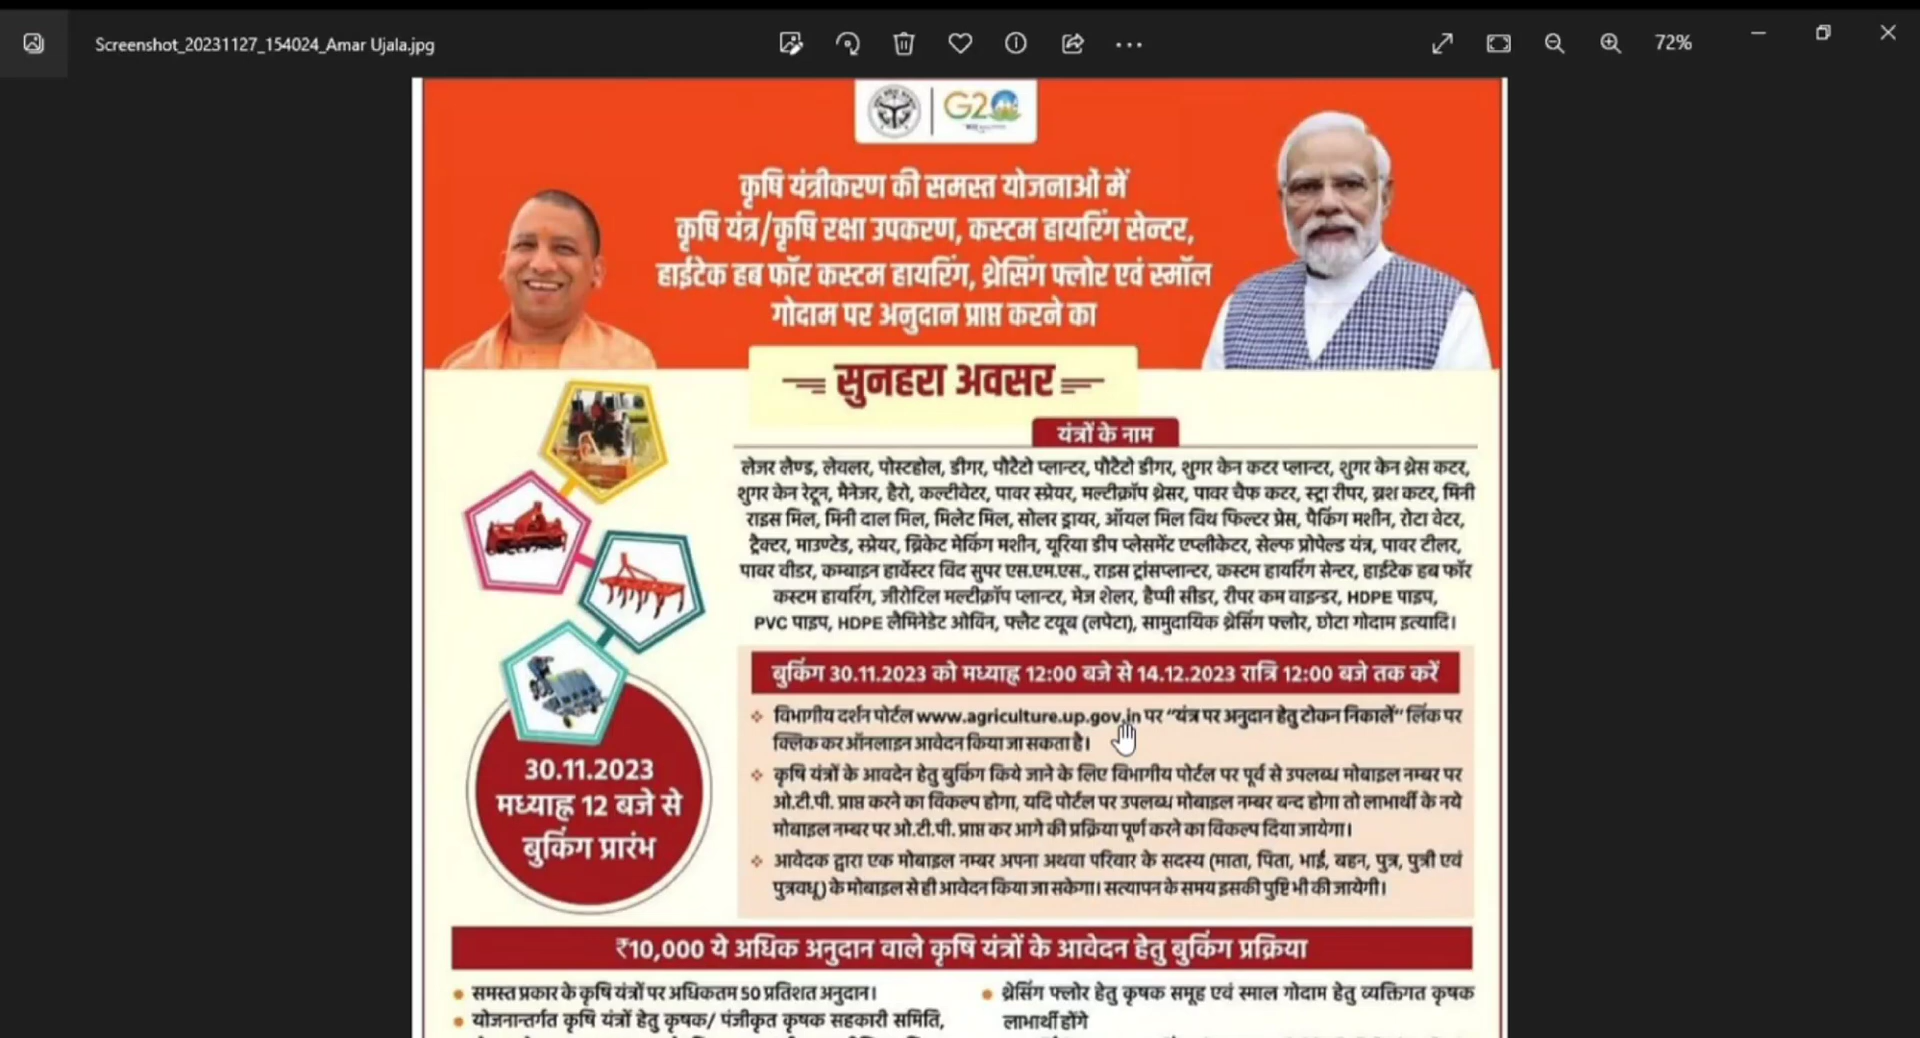 Screenshot_20231127_154024_Amar Ujala.jpg
72%
G20
कृषि यंत्रीकरण की समस्त योजनाओं में
कृषि यंत्र/कृषि रक्षा उपकरण, कस्टम हायरिंग सेन्टर,
हाईटेक हब फॉर कस्टम हायरिंग, थ्रेसिंग फ्लोर एवं स्मॉल
गोदाम पर अनुदान प्राप्त करने का
सुनहरा अवसर
यंत्रों के नाम
लेजर लैण्ड, लेवलर, पोस्टहोल, डीगर, पौटैटो प्लान्टर, पौटैटो डीगर, शुगर केन कटर प्लान्टर, शुगर केन थ्रेस कटर,
शुगर केन रेटून, मैनेजर, हैरो, कल्टीवेटर, पावर स्प्रेयर, मल्टीक्रॉप थ्रेसर, पावर चैफ कटर, स्ट्रा रीपर, ब्रश कटर, मिनी
राइस मिल, मिनी दाल मिल, मिलेट मिल, सोलर ड्रायर, ऑयल मिल विथ फिल्टर प्रेस, पैकिंग मशीन, रोटा वेटर,
ट्रैक्टर, माउण्टेड, स्प्रेयर, ब्रिकेट मेकिंग मशीन, यूरिया डीप प्लेसमेंट एप्लीकेटर, सेल्फ प्रोपेल्ड यंत्र, पावर टीलर,
पावर वीडर, कम्बाइन हार्वेस्टर विद सुपर एस.एम.एस., राइस ट्रांसप्लान्टर, कस्टम हायरिंग सेन्टर, हाईटेक हब फॉर
कस्टम हायरिंग, जीरोटिल मल्टीक्रॉप प्लान्टर, मेज शेलर, हैप्पी सीडर, रीपर कम वाइन्डर, HDPE पाइप,
PVC पाइप, HDPE लैमिनेडेट ओविन, फ्लैट टयूब (लपेटा), सामुदायिक थ्रेसिंग फ्लोर, छोटा गोदाम इत्यादि।
बुकिंग 30.11.2023 को मध्याह्न 12:00 बजे से 14.12.2023 रात्रि 12:00 बजे तक करें
❖ विभागीय दर्शन पोर्टल www.agriculture.up.gov.in पर “यंत्र पर अनुदान हेतु टोकन निकालें“ लिंक पर
क्लिक कर ऑनलाइन आवेदन किया जा सकता है।
❖ कृषि यंत्रों के आवदेन हेतु बुकिंग किये जाने के लिए विभागीय पोर्टल पर पूर्व से उपलब्ध मोबाइल नम्बर पर
ओ.टी.पी. प्राप्त करने का विकल्प होगा, यदि पोर्टल पर उपलब्ध मोबाइल नम्बर बन्द होगा तो लाभार्थी के नये
मोबाइल नम्बर पर ओ.टी.पी. प्राप्त कर आगे की प्रक्रिया पूर्ण करने का विकल्प दिया जायेगा।
❖ आवेदक द्वारा एक मोबाइल नम्बर अपना अथवा परिवार के सदस्य (माता, पिता, भाई, बहन, पुत्र, पुत्री एवं
पुत्रवधू) के मोबाइल से ही आवेदन किया जा सकेगा। सत्यापन के समय इसकी पुष्टि भी की जायेगी।
30.11.2023
मध्याह्न 12 बजे से
बुकिंग प्रारंभ
₹10,000 ये अधिक अनुदान वाले कृषि यंत्रों के आवेदन हेतु बुकिंग प्रक्रिया
• समस्त प्रकार के कृषि यंत्रों पर अधिकतम 50 प्रतिशत अनुदान।
• योजनान्तर्गत कृषि यंत्रों हेतु कृषक/ पंजीकृत कृषक सहकारी समिति,
• थ्रेसिंग फ्लोर हेतु कृषक समूह एवं स्माल गोदाम हेतु व्यक्तिगत कृषक
लाभार्थी होंगे